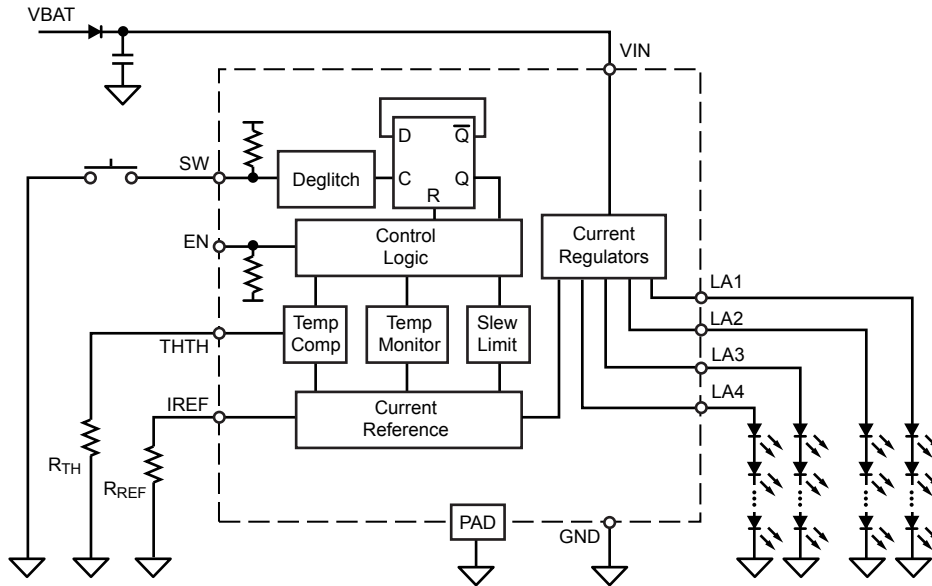 VBAT
VIN
D
Q̅
SW
Deglitch
C
Q
R
EN
Control
Logic
Current
Regulators
LA1
LA2
LA3
LA4
THTH
Temp
Comp
Temp
Monitor
Slew
Limit
IREF
Current
Reference
RTH
RREF
PAD
GND